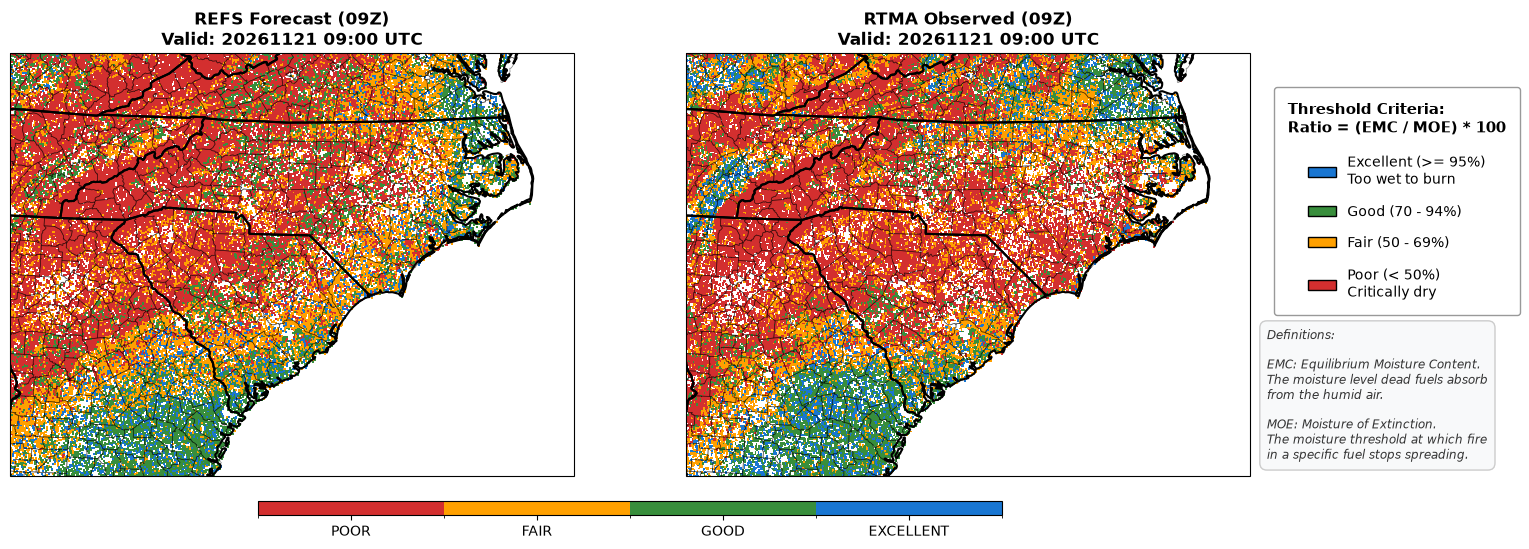 REFS Forecast (09Z)
Valid: 20261121 09:00 UTC
RTMA Observed (09Z)
Valid: 20261121 09:00 UTC
Threshold Criteria:
Ratio = (EMC / MOE) * 100
Excellent (>= 95%)
Too wet to burn
Good (70 - 94%)
Fair (50 - 69%)
Poor (< 50%)
Critically dry
Definitions:
EMC: Equilibrium Moisture Content.
The moisture level dead fuels absorb
from the humid air.
MOE: Moisture of Extinction.
The moisture threshold at which fire
in a specific fuel stops spreading.
POOR FAIR GOOD EXCELLENT